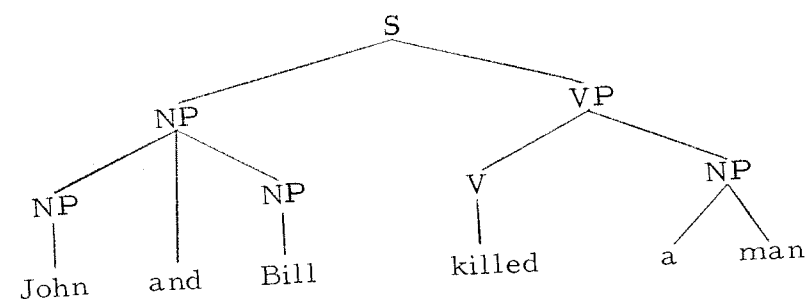 S
NP VP
NP NP V NP
John and Bill killed a man